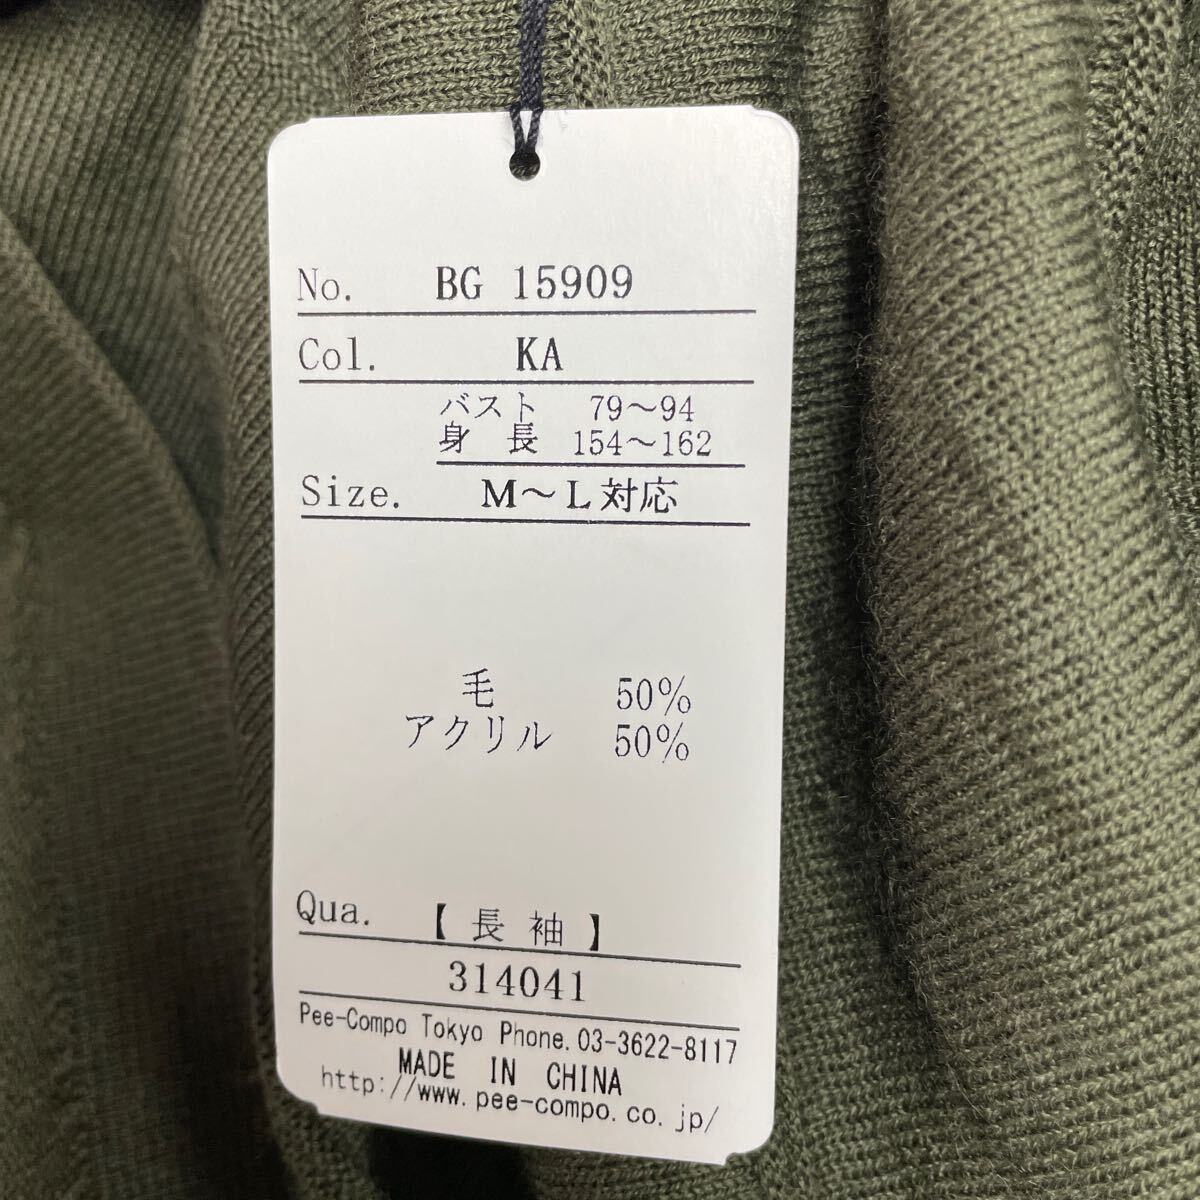 No. BG 15909
Col. KA
バスト 79～94
身 長 154～162
Size. M～L対応
毛 50%
アクリル 50%
Qua. 【 長 袖 】
314041
Pee-Compo Tokyo Phone. 03-3622-8117
MADE IN CHINA
http://www.pee-compo.co.jp/